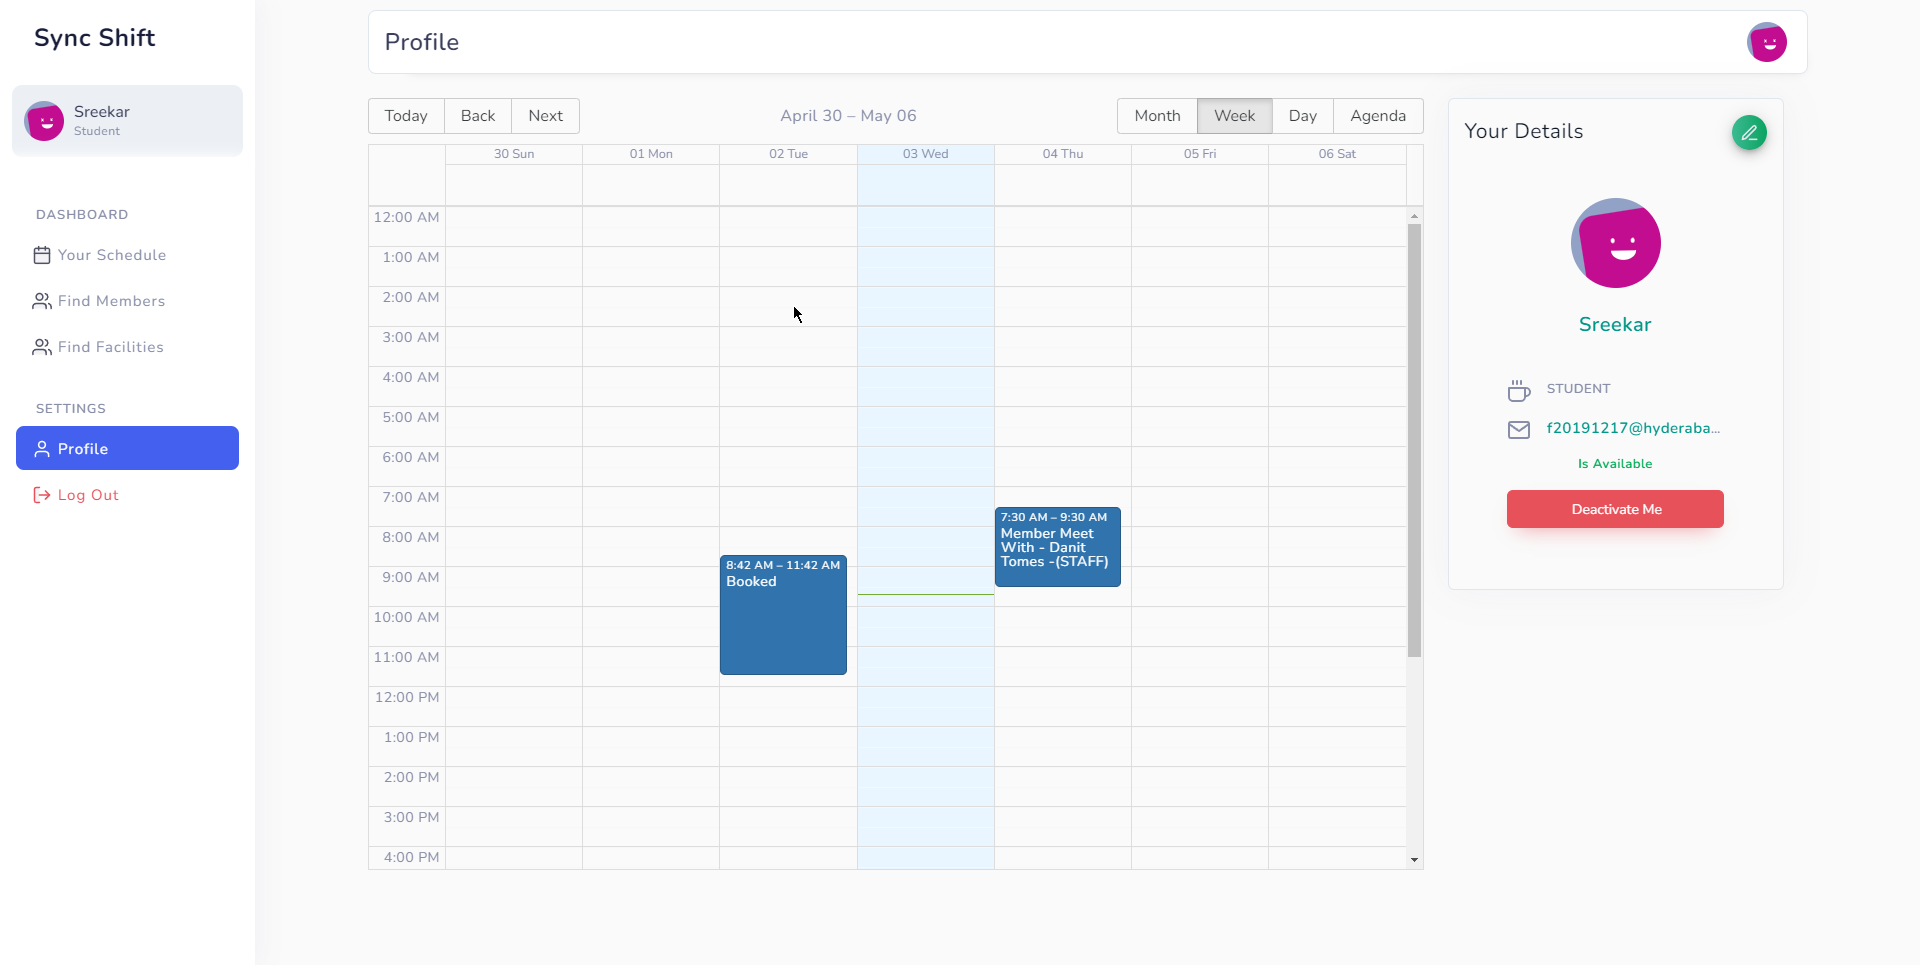 Sync Shift
Sreekar
Student
DASHBOARD
Your Schedule
Find Members
Find Facilities
SETTINGS
Profile
Log Out
Profile
Today Back Next
April 30 – May 06
Month Week Day Agenda
30 Sun 01 Mon 02 Tue 03 Wed 04 Thu 05 Fri 06 Sat
12:00 AM
1:00 AM
2:00 AM
3:00 AM
4:00 AM
5:00 AM
6:00 AM
7:00 AM
8:00 AM
9:00 AM
10:00 AM
11:00 AM
12:00 PM
1:00 PM
2:00 PM
3:00 PM
4:00 PM
8:42 AM – 11:42 AM
Booked
7:30 AM – 9:30 AM
Member Meet
With - Danit
Tomes -(STAFF)
Your Details
Sreekar
STUDENT
f20191217@hyderaba...
Is Available
Deactivate Me